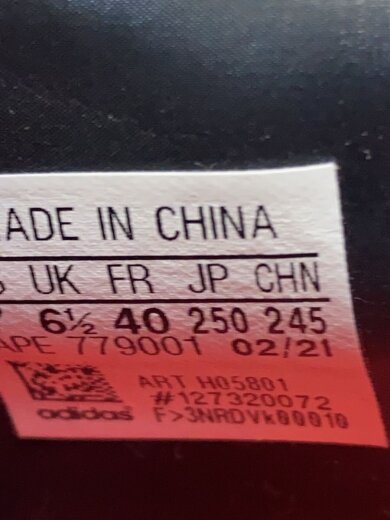 ADE IN CHINA
UK FR JP CHN
6½ 40 250 245
APE 779001 02/21
ART H05801
#127320072
adidas F>3NRDVk00010